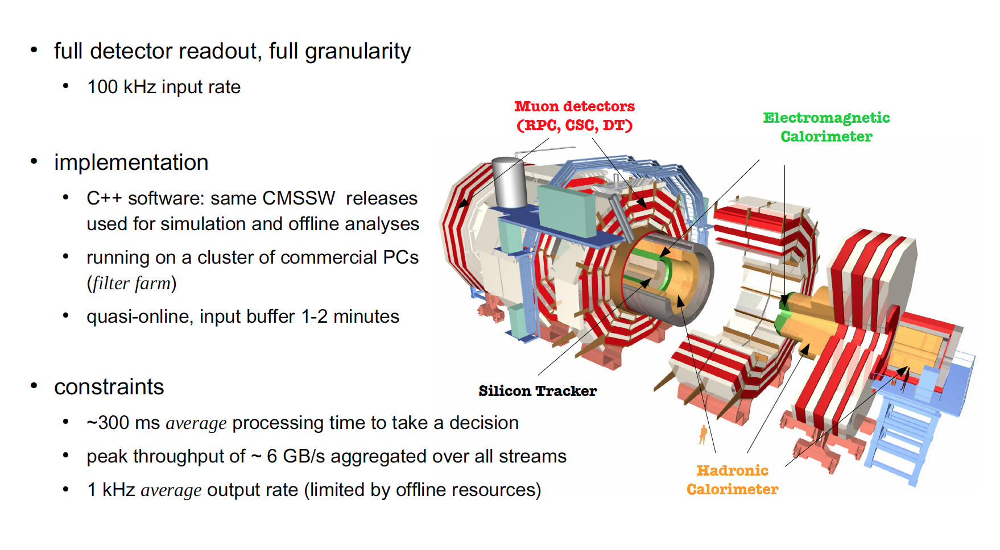 • full detector readout, full granularity
• 100 kHz input rate
• implementation
• C++ software: same CMSSW releases
used for simulation and offline analyses
• running on a cluster of commercial PCs
(filter farm)
• quasi-online, input buffer 1-2 minutes
• constraints
• ~300 ms average processing time to take a decision
• peak throughput of ~ 6 GB/s aggregated over all streams
• 1 kHz average output rate (limited by offline resources)
Muon detectors
(RPC, CSC, DT)
Electromagnetic
Calorimeter
Silicon Tracker
Hadronic
Calorimeter